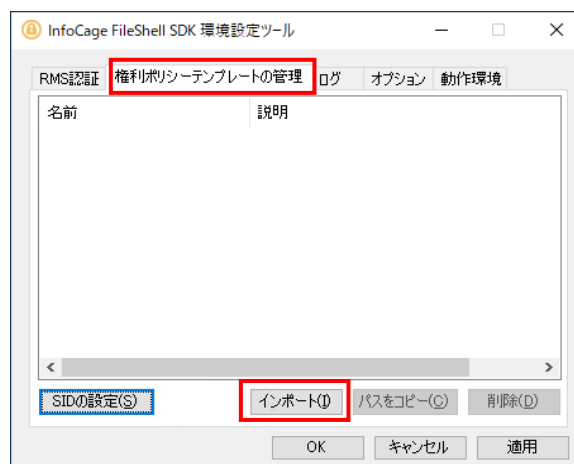 InfoCage FileShell SDK 環境設定ツール
RMS認証 権利ポリシーテンプレートの管理 ログ オプション 動作環境
名前 説明
SIDの設定(S) インポート(I) パスをコピー(C) 削除(D)
OK キャンセル 適用